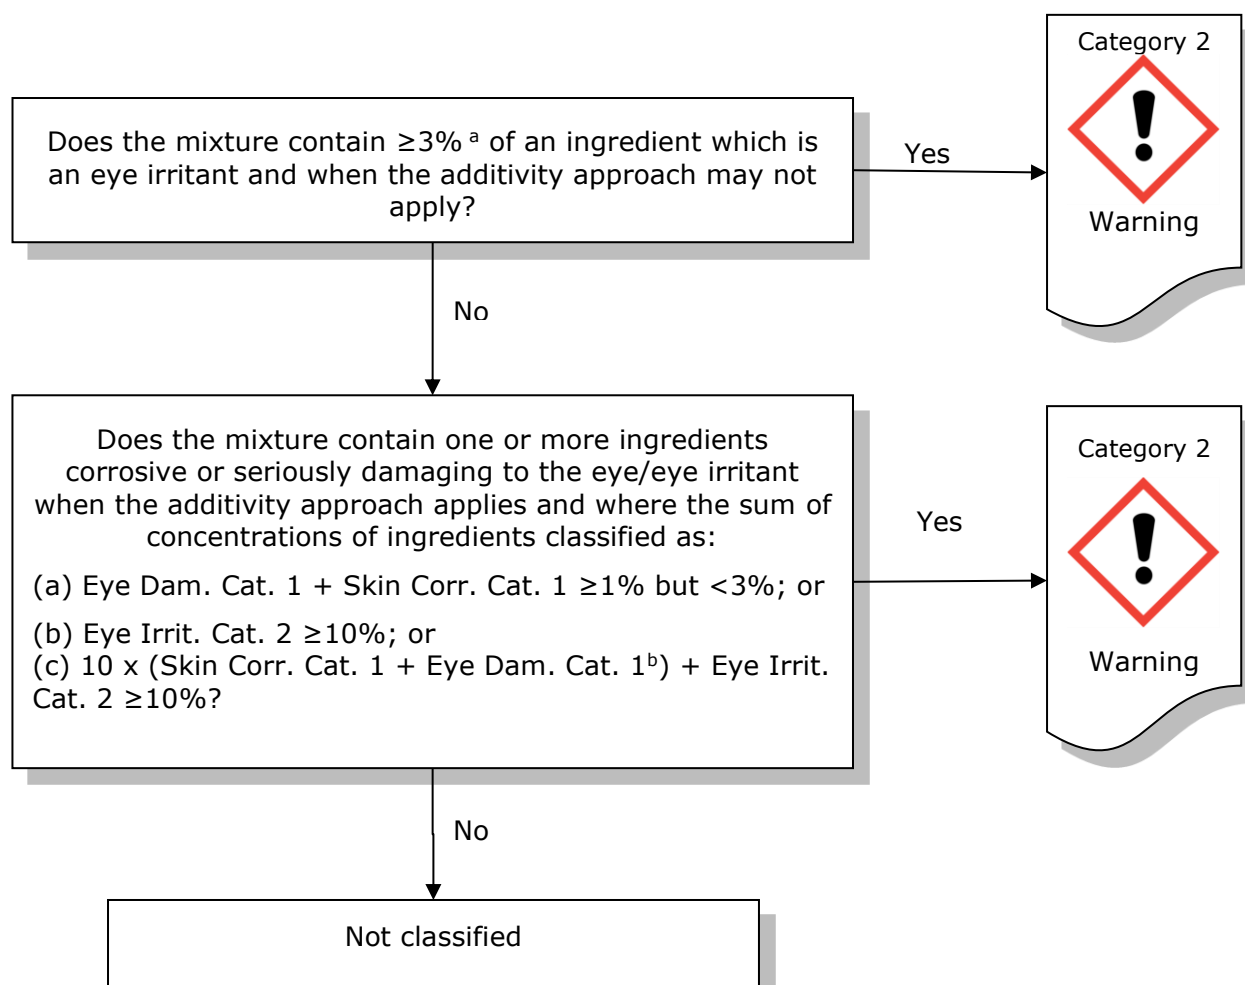 Category 2
Does the mixture contain ≥3% a of an ingredient which is
an eye irritant and when the additivity approach may not
apply?
Yes
Warning
No
Does the mixture contain one or more ingredients
corrosive or seriously damaging to the eye/eye irritant
when the additivity approach applies and where the sum of
concentrations of ingredients classified as:
(a) Eye Dam. Cat. 1 + Skin Corr. Cat. 1 ≥1% but <3%; or
(b) Eye Irrit. Cat. 2 ≥10%; or
(c) 10 x (Skin Corr. Cat. 1 + Eye Dam. Cat. 1b) + Eye Irrit.
Cat. 2 ≥10%?
Yes
Category 2
Warning
No
Not classified